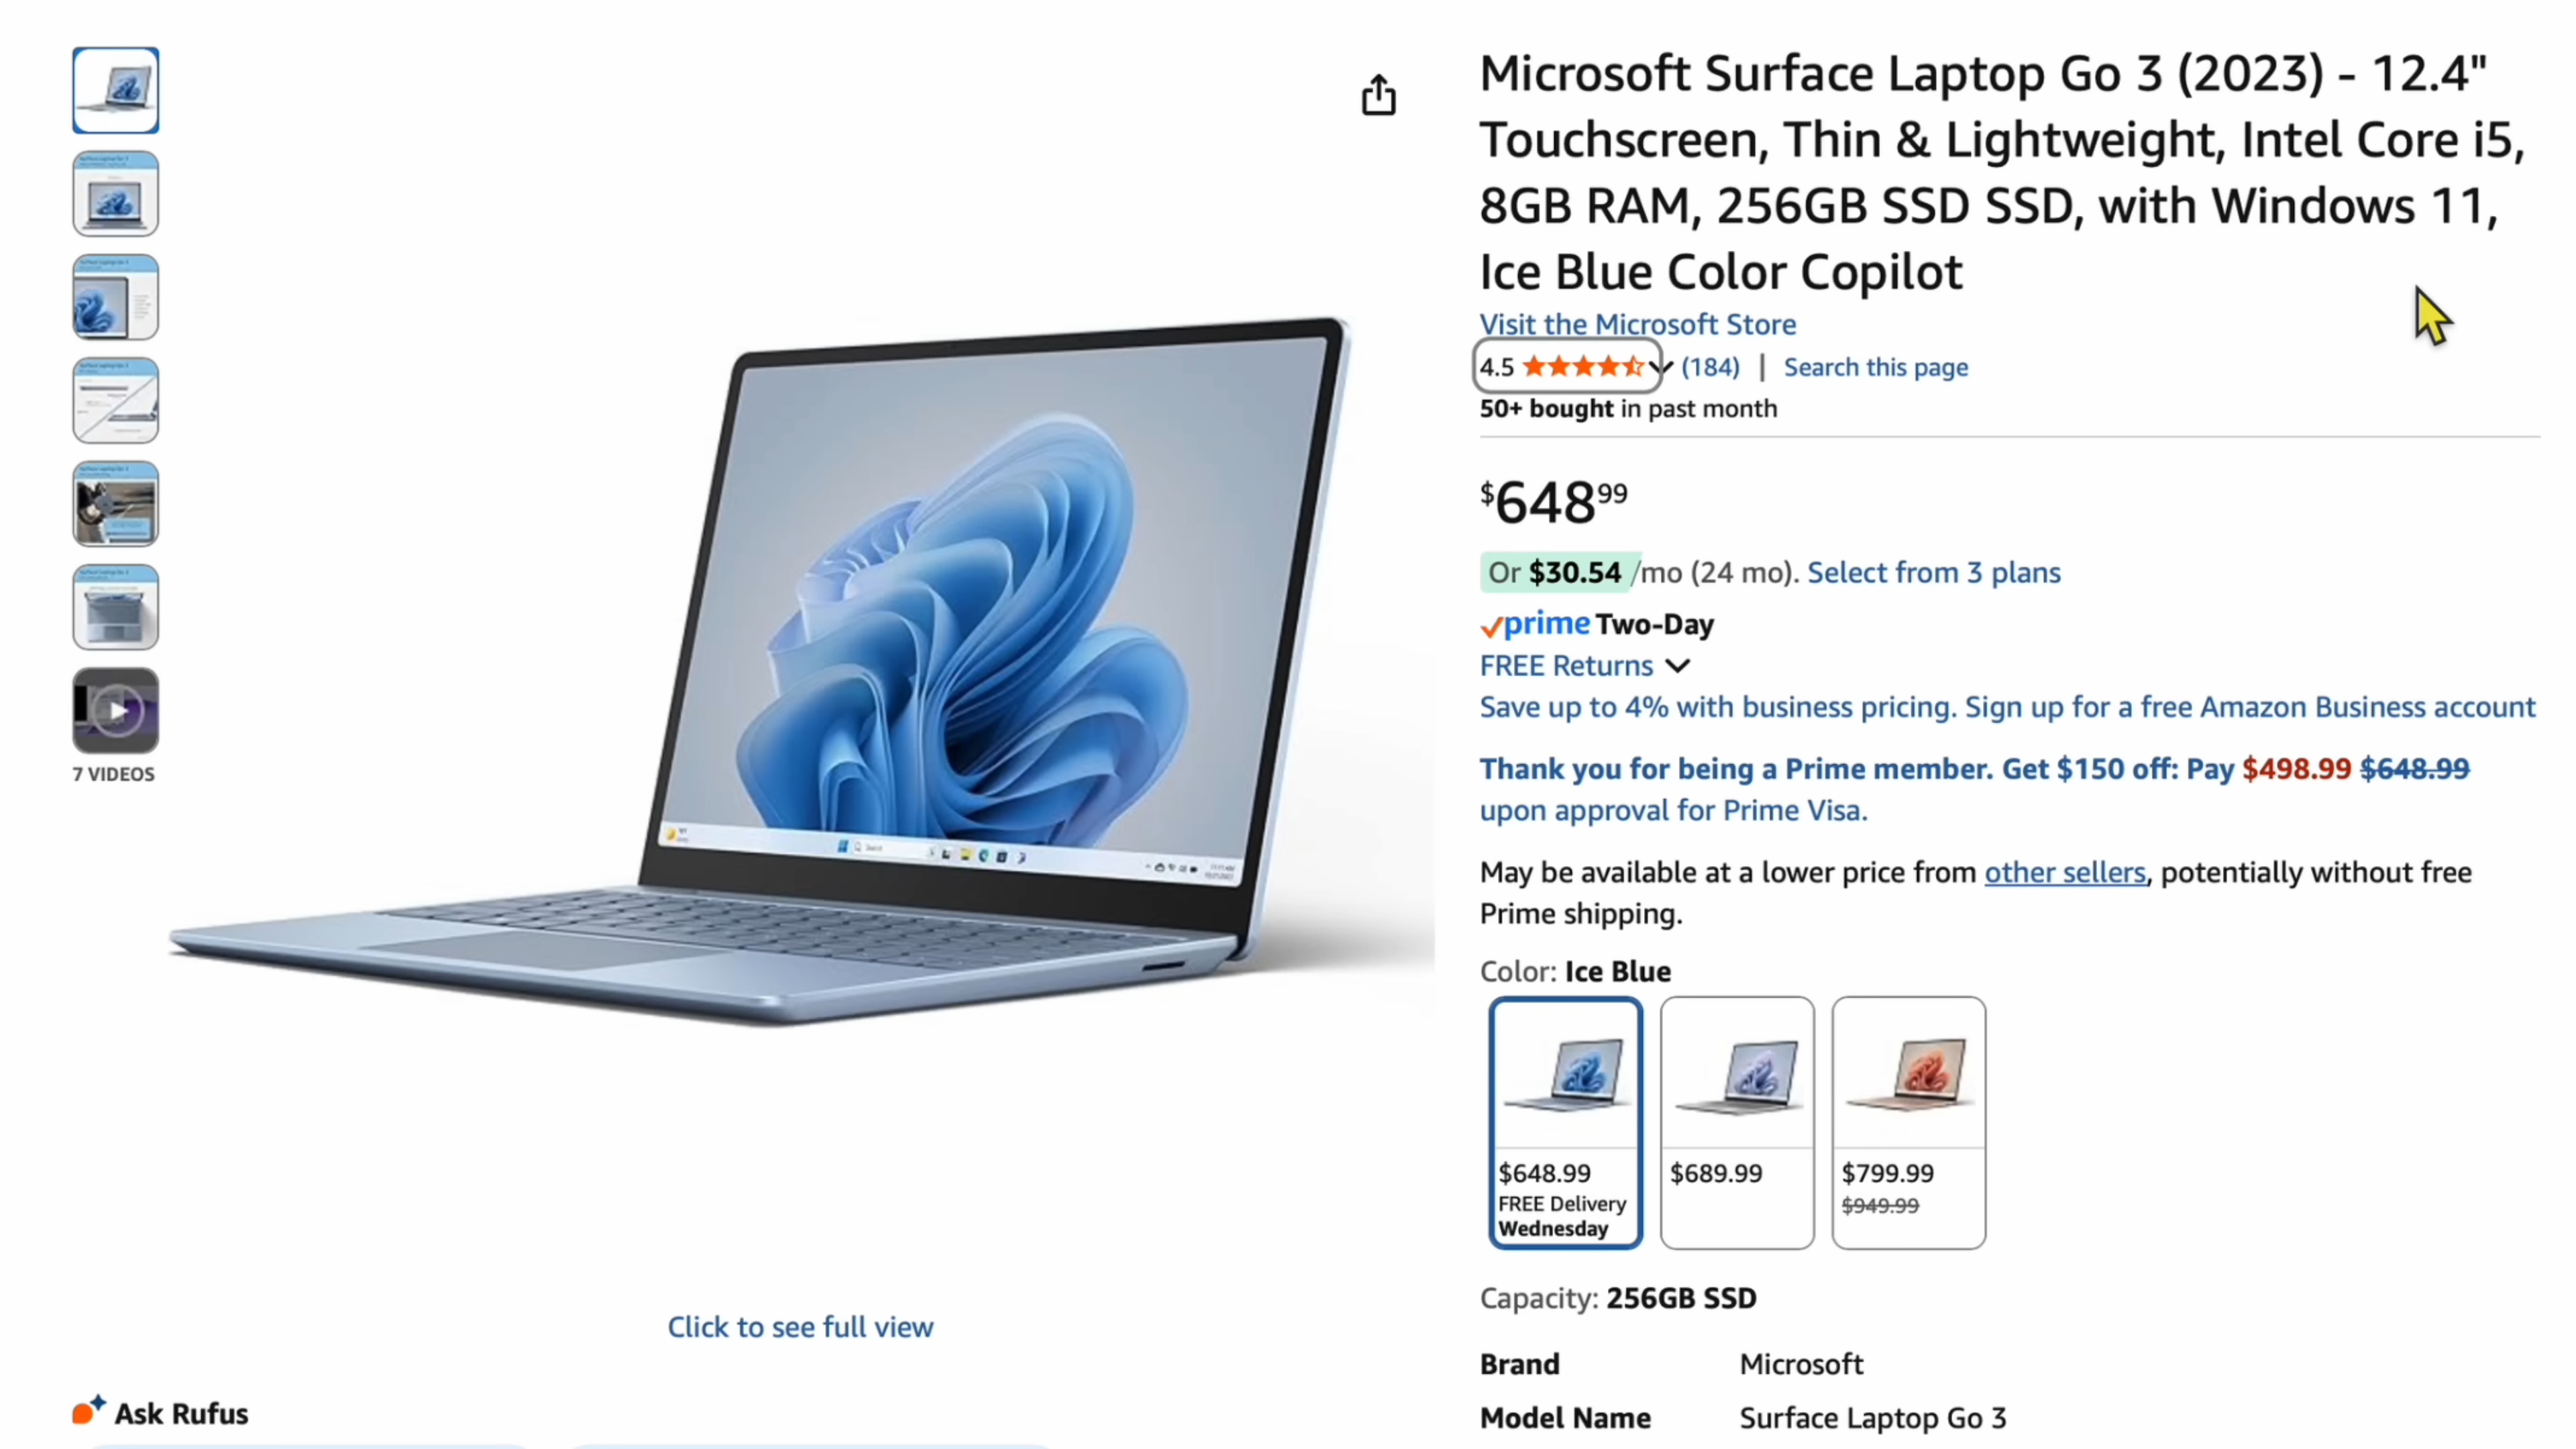 Microsoft Surface Laptop Go 3 (2023) - 12.4"
Touchscreen, Thin & Lightweight, Intel Core i5,
8GB RAM, 256GB SSD SSD, with Windows 11,
Ice Blue Color Copilot
Visit the Microsoft Store
4.5 (184) | Search this page
50+ bought in past month
$648.99
Or $30.54 /mo (24 mo). Select from 3 plans
prime Two-Day
FREE Returns
Save up to 4% with business pricing. Sign up for a free Amazon Business account
Thank you for being a Prime member. Get $150 off: Pay $498.99 $648.99
upon approval for Prime Visa.
May be available at a lower price from other sellers, potentially without free
Prime shipping.
Color: Ice Blue
$648.99
FREE Delivery
Wednesday
$689.99
$799.99
$949.99
Capacity: 256GB SSD
Brand Microsoft
Model Name Surface Laptop Go 3
7 VIDEOS
Click to see full view
Ask Rufus